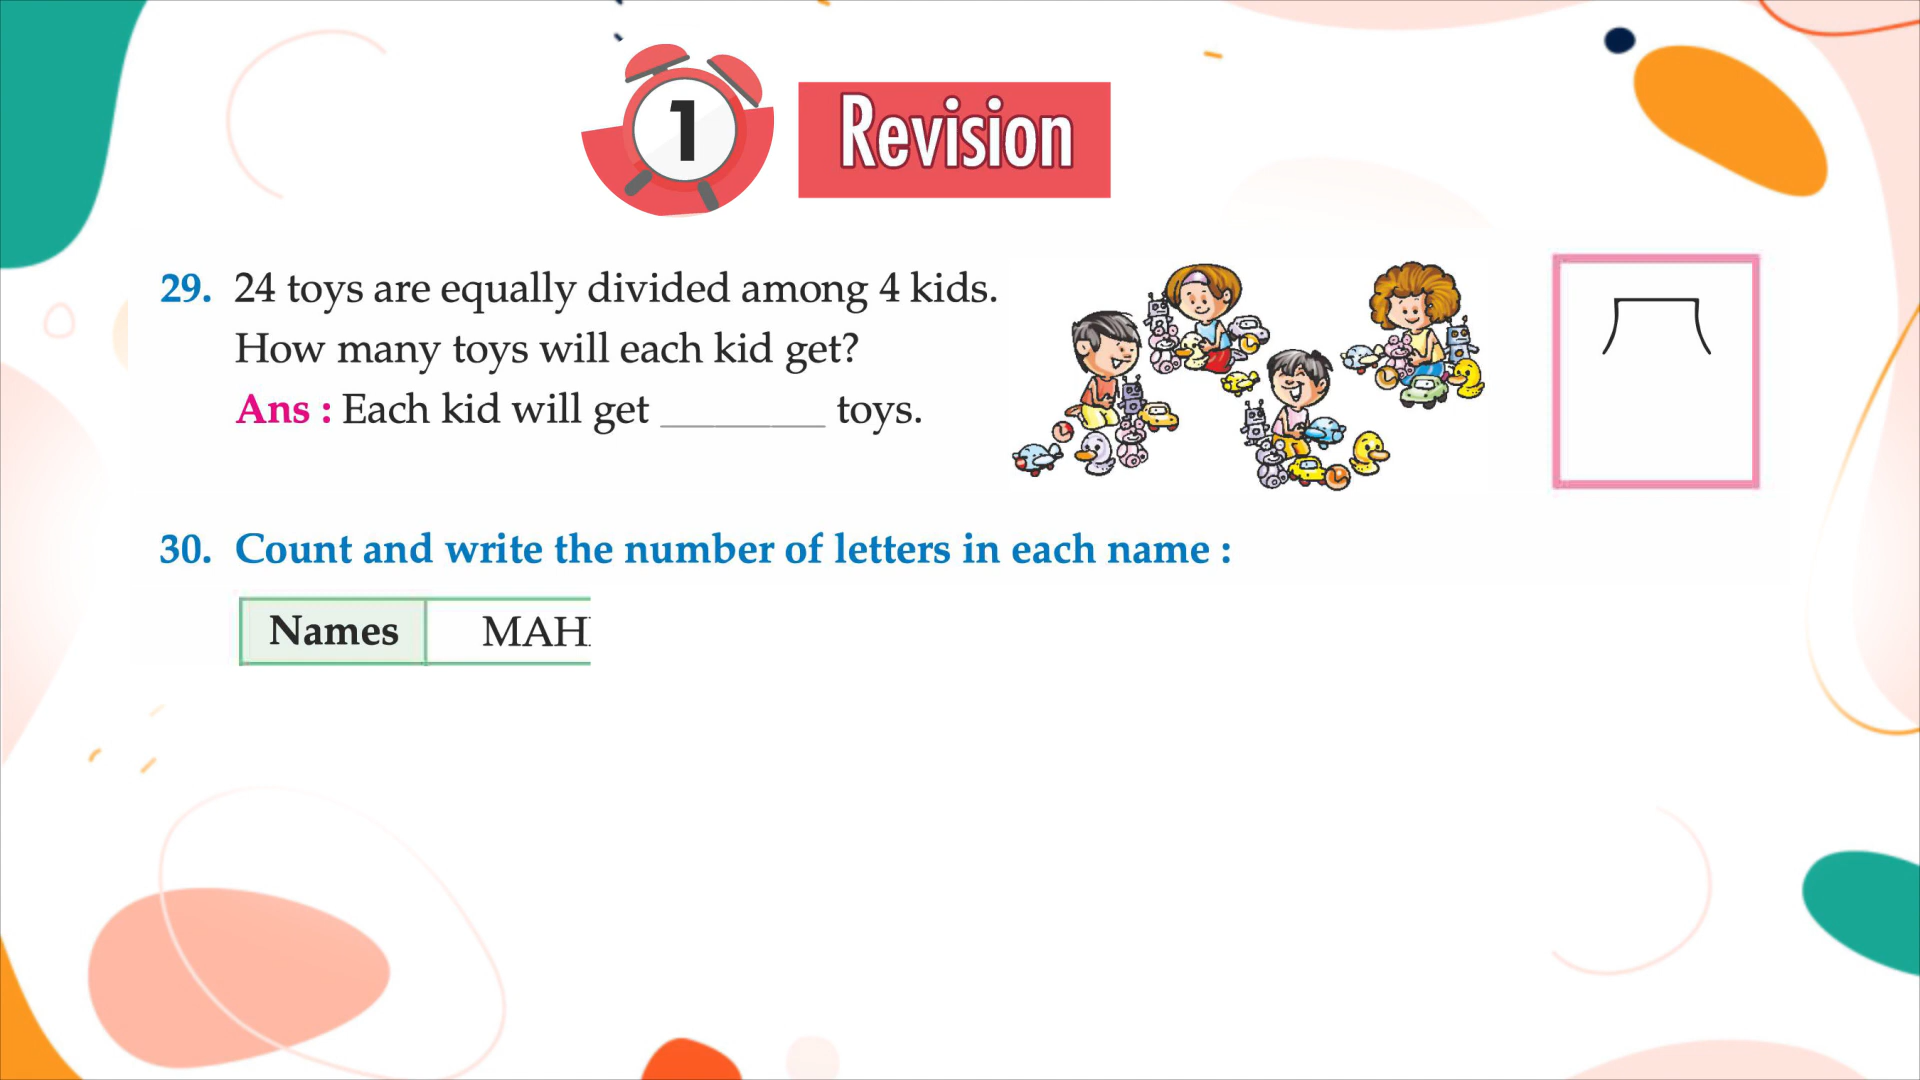 1 Revision
29. 24 toys are equally divided among 4 kids.
How many toys will each kid get?
Ans : Each kid will get ________ toys.
30. Count and write the number of letters in each name :
Names